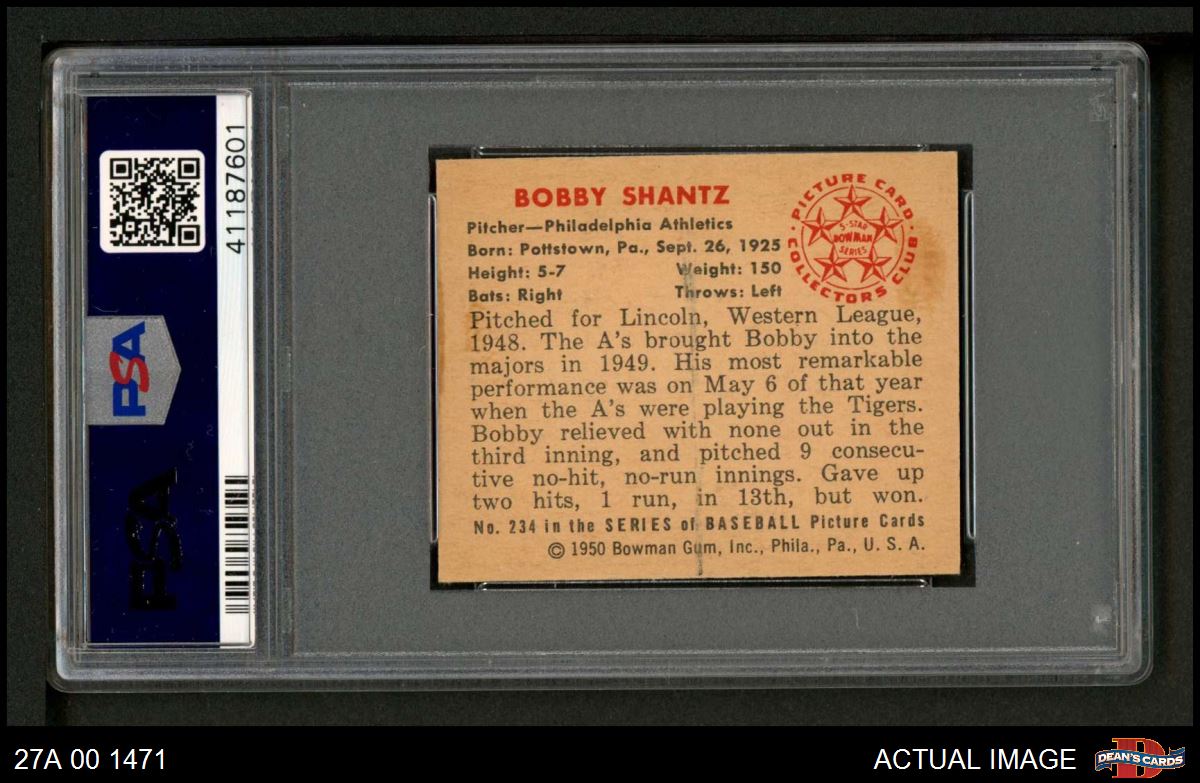 41187601
PSA
PSA
BOBBY SHANTZ
Pitcher—Philadelphia Athletics
Born: Pottstown, Pa., Sept. 26, 1925
Height: 5-7 Weight: 150
Bats: Right Throws: Left
PICTURE CARD
COLLECTORS CLUB
5-STAR
BOWMAN
SERIES
Pitched for Lincoln, Western League,
1948. The A's brought Bobby into the
majors in 1949. His most remarkable
performance was on May 6 of that year
when the A's were playing the Tigers.
Bobby relieved with none out in the
third inning, and pitched 9 consecu-
tive no-hit, no-run innings. Gave up
two hits, 1 run, in 13th, but won.
No. 234 in the SERIES of BASEBALL Picture Cards
© 1950 Bowman Gum, Inc., Phila., Pa., U. S. A.
27A 00 1471
ACTUAL IMAGE
D
DEAN'S CARDS